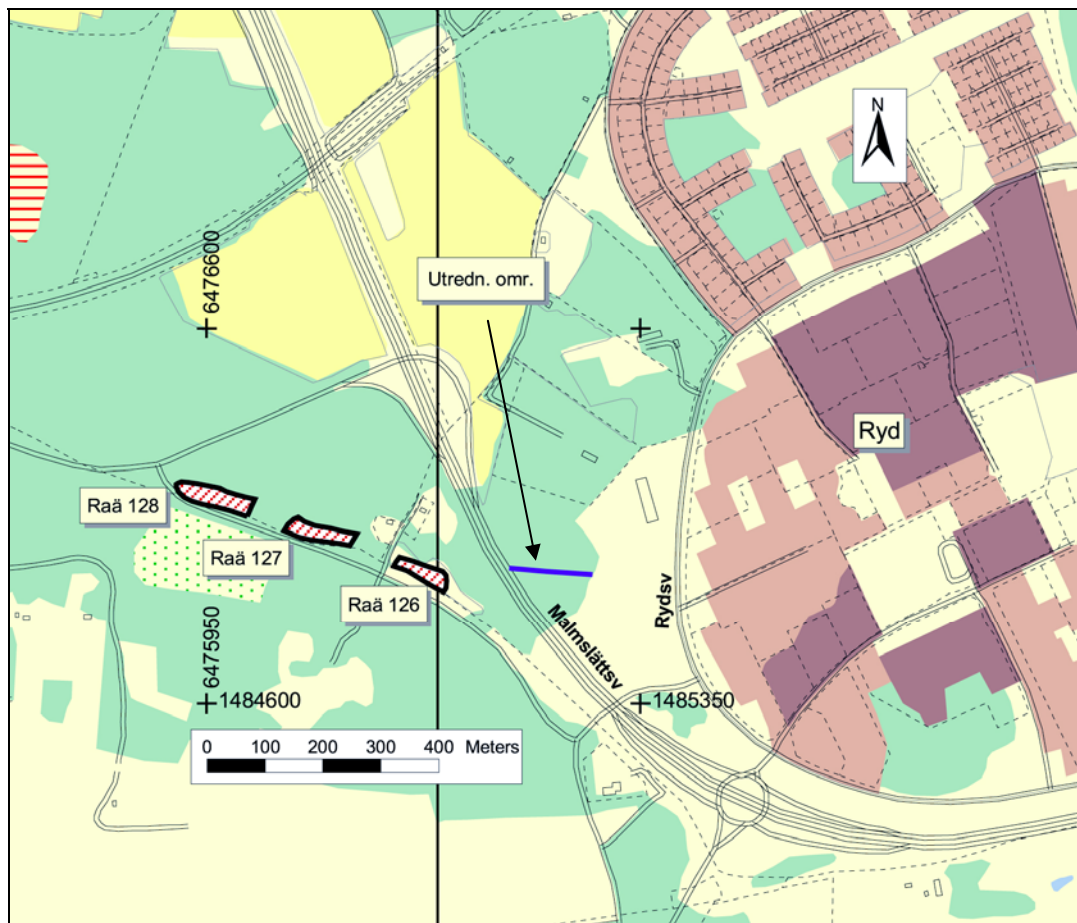 N
6476600
Utredn. omr.
Ryd
Raä 128
Raä 127
Raä 126
Rydsv
Malmslättsv
6475950
1484600
1485350
0 100 200 300 400 Meters